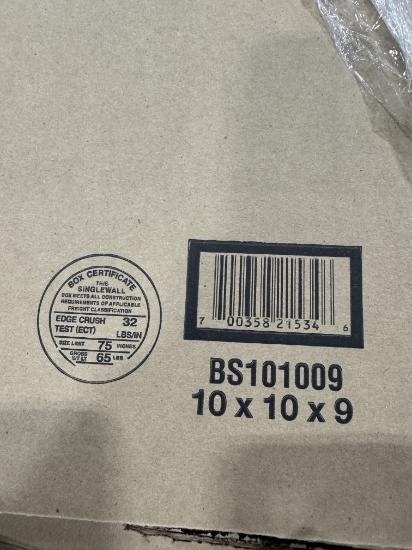 BOX CERTIFICATE
THIS
SINGLEWALL
BOX MEETS ALL CONSTRUCTION
REQUIREMENTS OF APPLICABLE
FREIGHT CLASSIFICATION
EDGE CRUSH TEST (ECT) 32 LBS/IN
SIZE LIMIT 75 INCHES
GROSS WT LT 65 LBS
7 00358 21534 6
BS101009
10 x 10 x 9